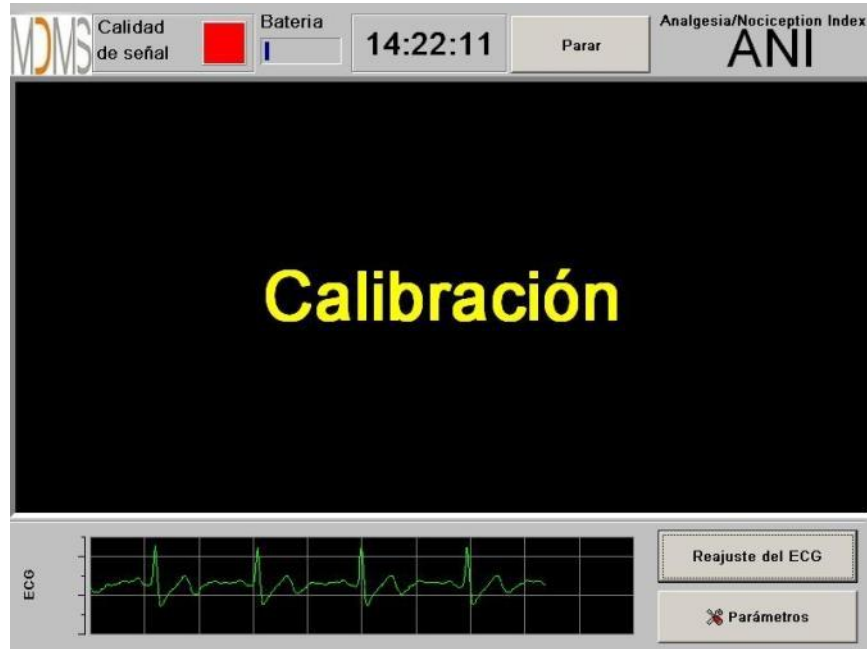 MDMS
Calidad
de señal
Bateria
14:22:11
Parar
Analgesia/Nociception Index
ANI
Calibración
ECG
Reajuste del ECG
Parámetros